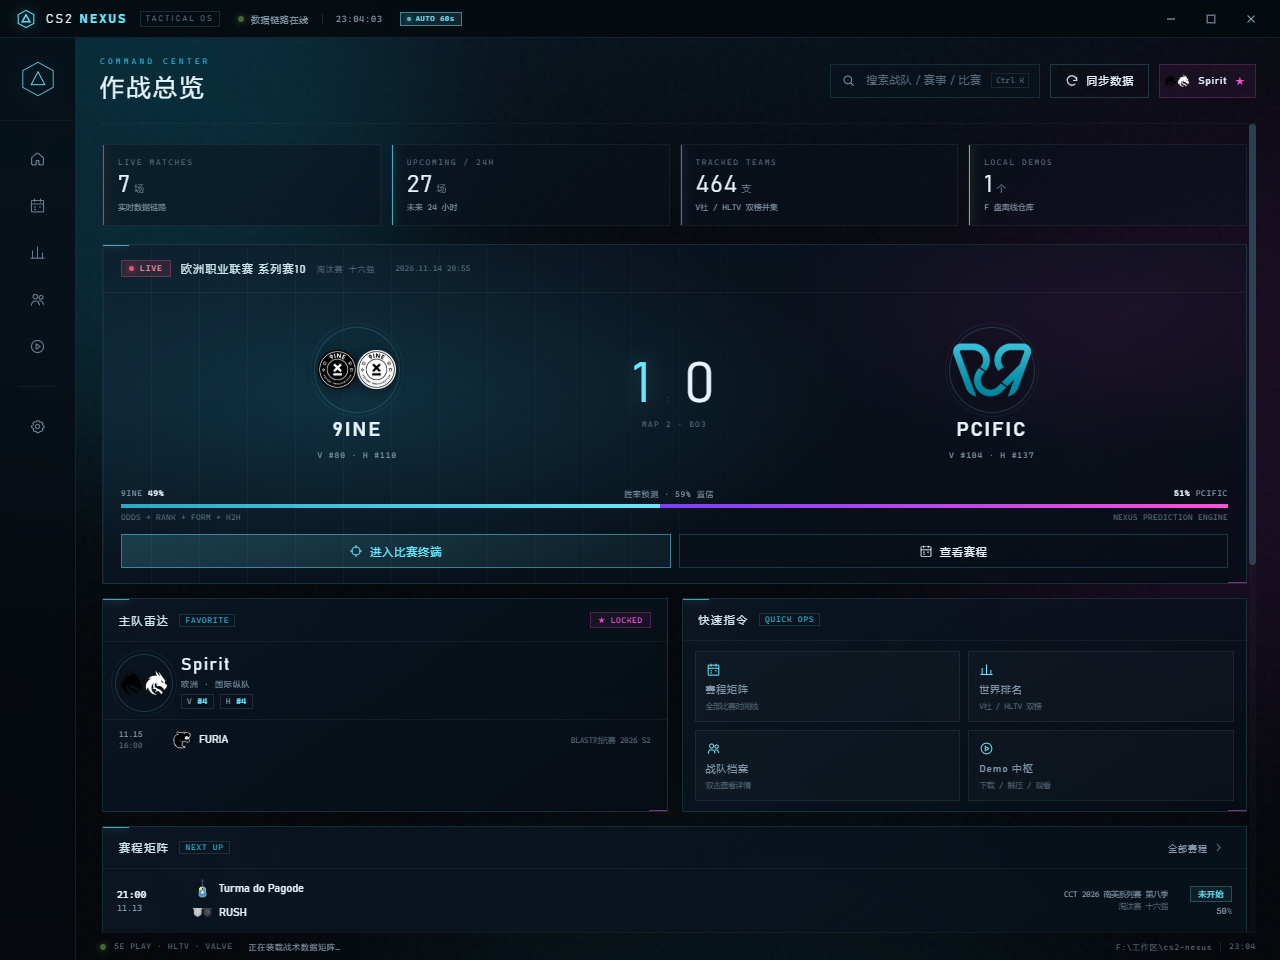 CS2 NEXUS TACTICAL OS 数据链路在线 23:04:03 AUTO 60s
COMMAND CENTER
作战总览
搜索战队 / 赛事 / 比赛 Ctrl K
同步数据
Spirit ★
LIVE MATCHES
7 场
实时数据链路
UPCOMING / 24H
27 场
未来 24 小时
TRACKED TEAMS
464 支
V社 / HLTV 双榜并集
LOCAL DEMOS
1 个
F 盘离线仓库
LIVE 欧洲职业联赛 系列赛10 淘汰赛 十六强 2026.11.14 20:55
9INE
9INE
1 : 0
MAP 2 · BO3
9INE
V #80 · H #110
PCIFIC
V #104 · H #137
9INE 49%
胜率预测 · 59% 置信
51% PCIFIC
ODDS + RANK + FORM + H2H
NEXUS PREDICTION ENGINE
进入比赛终端
查看赛程
主队雷达 FAVORITE
★ LOCKED
Spirit
欧洲 · 国际纵队
V #4 H #4
11.15
16:00
FURIA
BLAST对抗赛 2026 S2
快速指令 QUICK OPS
赛程矩阵
全部比赛时间线
世界排名
V社 / HLTV 双榜
战队档案
双击查看详情
Demo 中枢
下载 / 解压 / 观看
赛程矩阵 NEXT UP
全部赛程
21:00
11.13
Turma do Pagode
RUSH
CCT 2026 南美系列赛 第八季
淘汰赛 十六强
未开始
50%
5E PLAY · HLTV · VALVE 正在装载战术数据矩阵…
F:\工作区\cs2-nexus 23:04